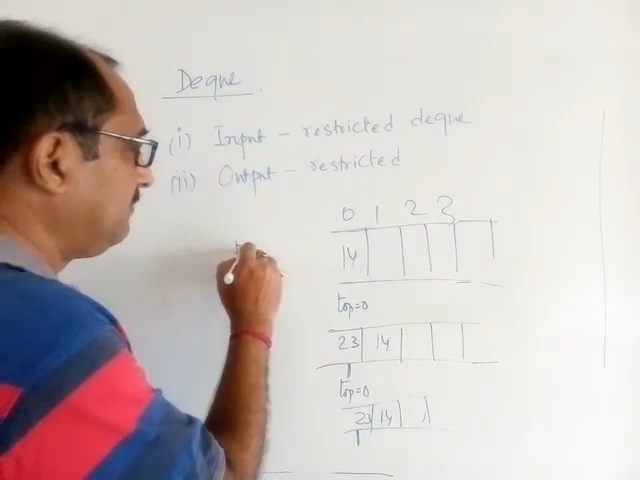 Deque
(i) Input - restricted deque
(ii) Output - restricted
0 1 2 3
14
top=0
23 14
top=0
23 14